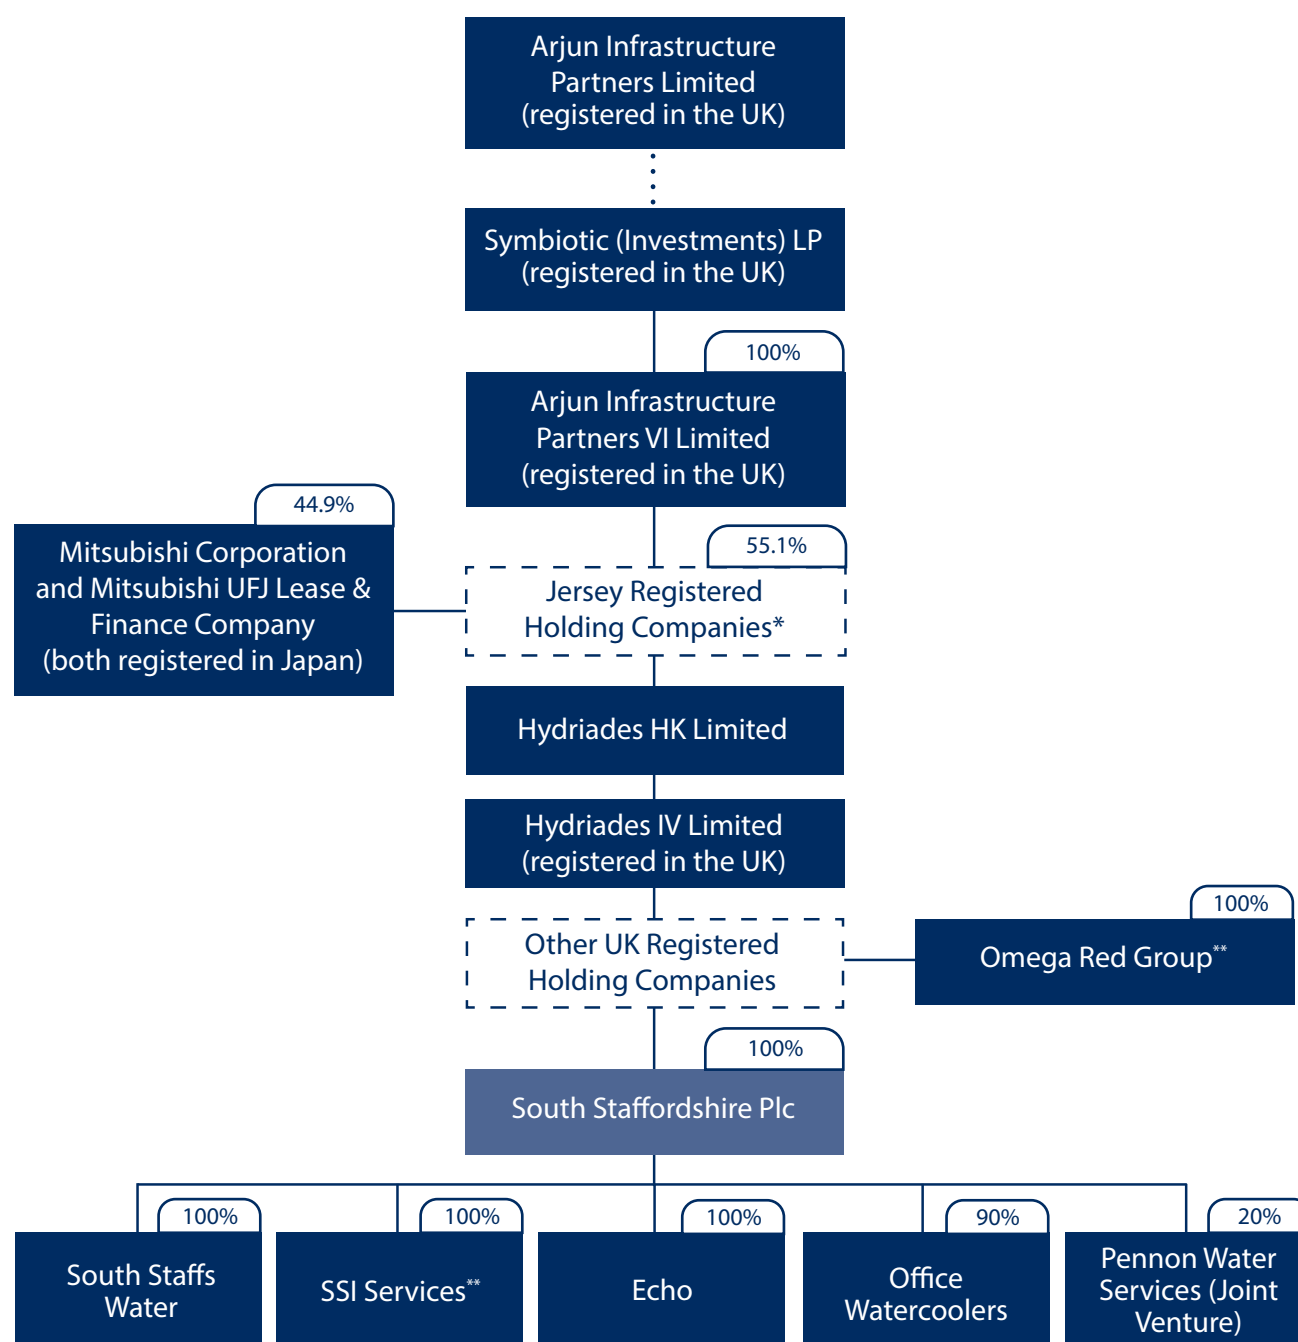 Arjun Infrastructure
Partners Limited
(registered in the UK)
Symbiotic (Investments) LP
(registered in the UK)
100%
Arjun Infrastructure
Partners VI Limited
(registered in the UK)
44.9%
Mitsubishi Corporation
and Mitsubishi UFJ Lease &
Finance Company
(both registered in Japan)
55.1%
Jersey Registered
Holding Companies*
Hydriades HK Limited
Hydriades IV Limited
(registered in the UK)
Other UK Registered
Holding Companies
100%
Omega Red Group**
100%
South Staffordshire Plc
100%
South Staffs
Water
100%
SSI Services**
100%
Echo
90%
Office
Watercoolers
20%
Pennon Water
Services (Joint
Venture)